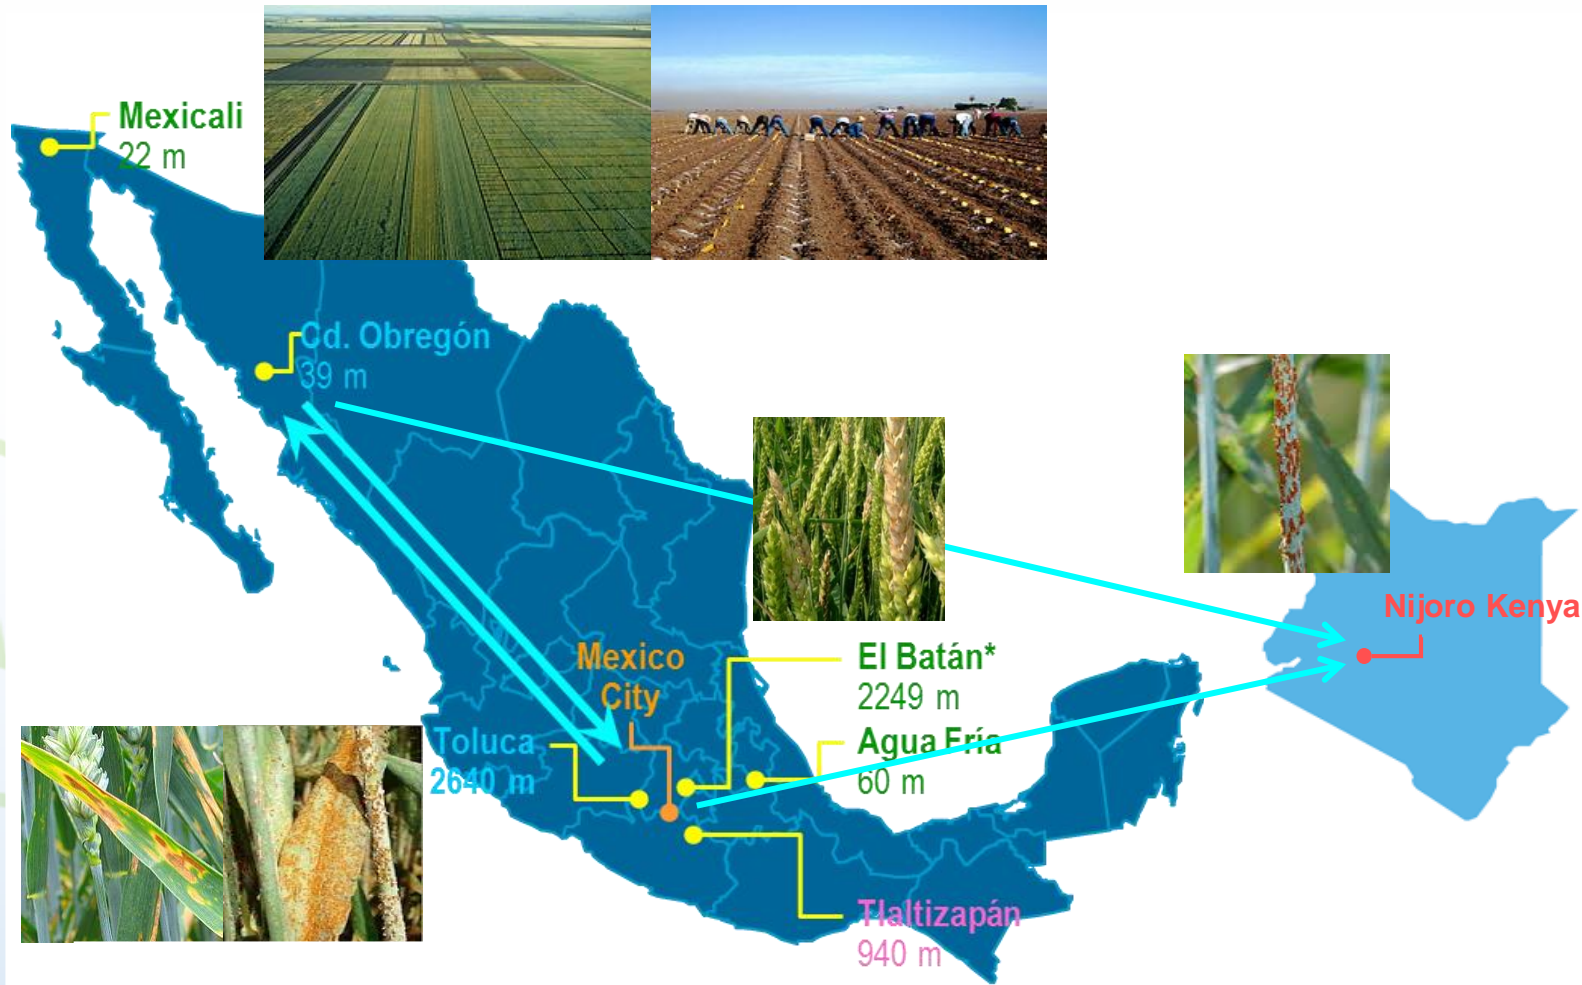 Mexicali
22 m
Cd. Obregón
39 m
Nijoro Kenya
Mexico
City
El Batán*
2249 m
Toluca
2640 m
Agua Fría
60 m
Tlaltizapán
940 m